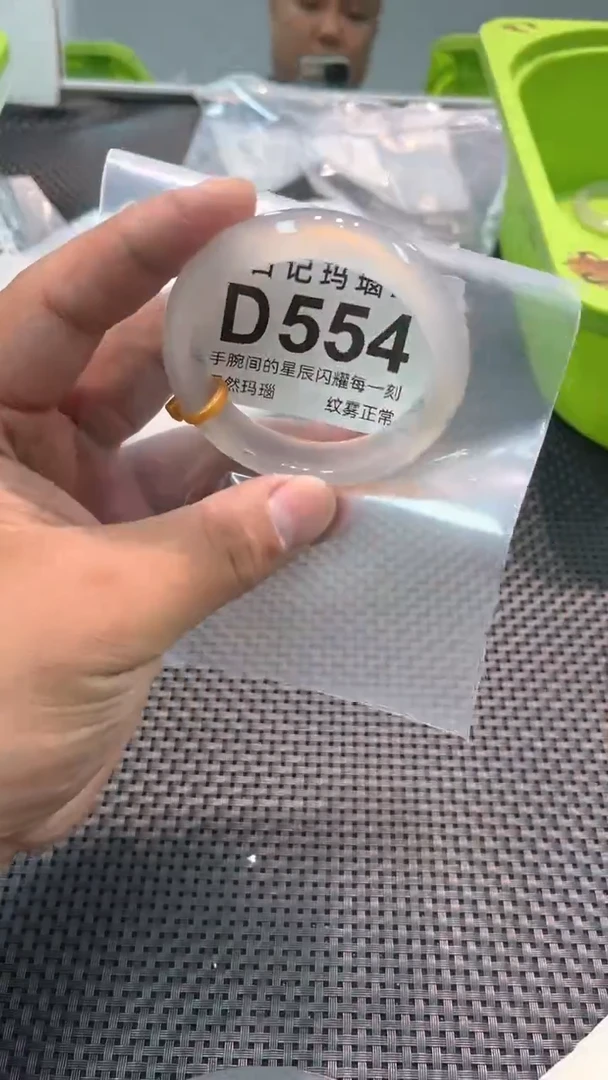 记玛瑙
D554
手腕间的星辰闪耀每一刻
然玛瑙 纹雾正常